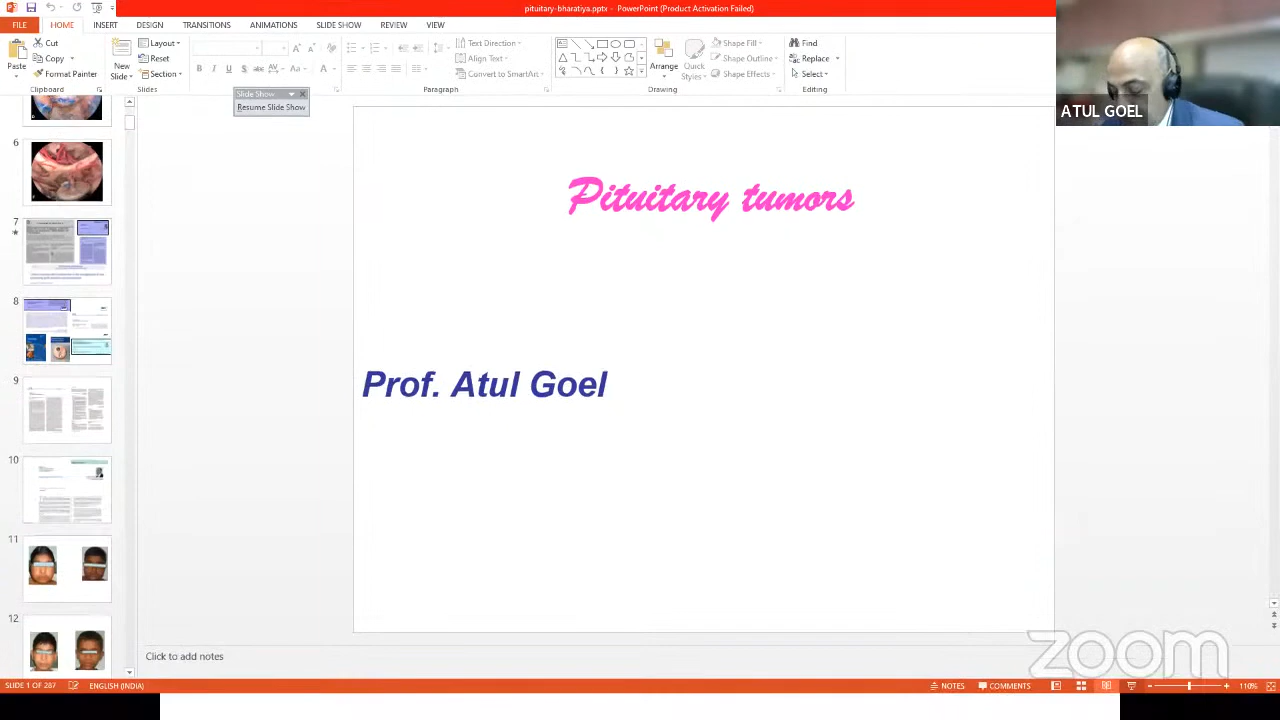 pituitary-bharatiya.pptx - PowerPoint (Product Activation Failed)
FILE HOME INSERT DESIGN TRANSITIONS ANIMATIONS SLIDE SHOW REVIEW VIEW
Paste
Cut
Copy
Format Painter
Clipboard
New Slide
Layout
Reset
Section
Slides
B I U S abc AV Aa A
Text Direction
Align Text
Convert to SmartArt
Paragraph
Arrange
Quick Styles
Shape Fill
Shape Outline
Shape Effects
Drawing
Find
Replace
Select
Editing
Slide Show
Resume Slide Show
ATUL GOEL
6
7
8
9
10
11
12
Pituitary tumors
Prof. Atul Goel
Click to add notes
zoom
SLIDE 1 OF 287 ENGLISH (INDIA) NOTES COMMENTS 110%